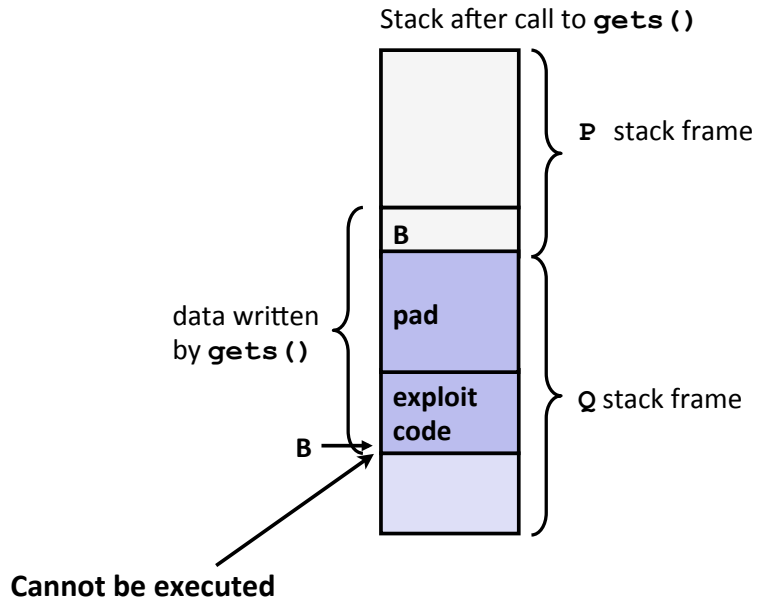 Stack after call to gets()
P stack frame
B
data written
by gets()
pad
exploit
code
Q stack frame
B
Cannot be executed